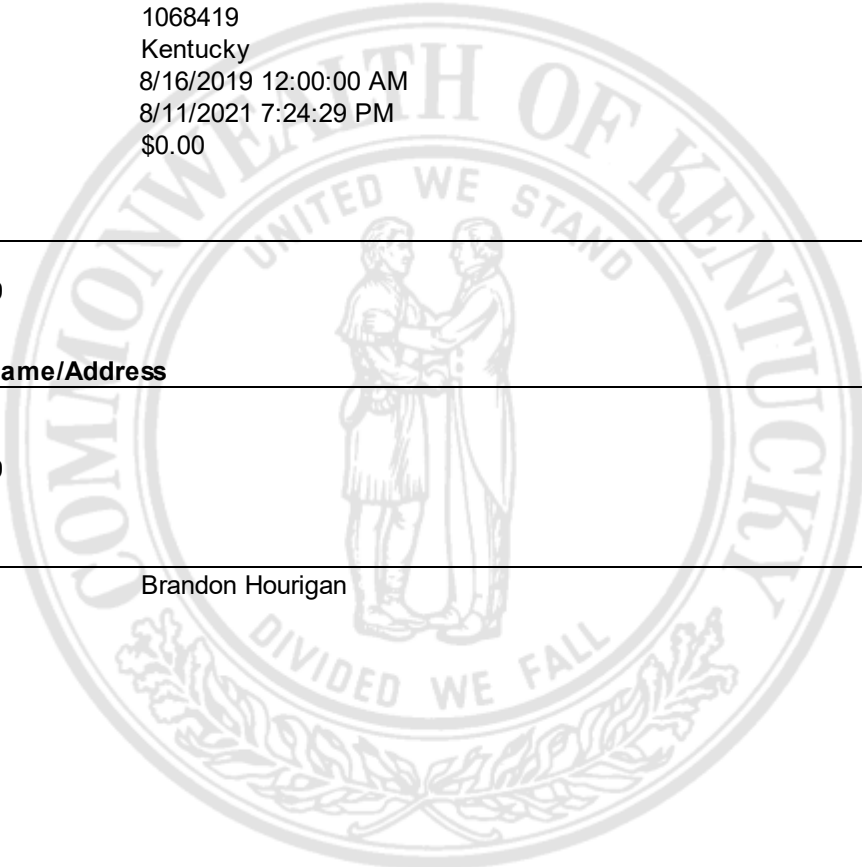 1068419
Kentucky
8/16/2019 12:00:00 AM
8/11/2021 7:24:29 PM
$0.00
COMMONWEALTH OF KENTUCKY
UNITED WE STAND
ame/Address
Brandon Hourigan
DIVIDED WE FALL